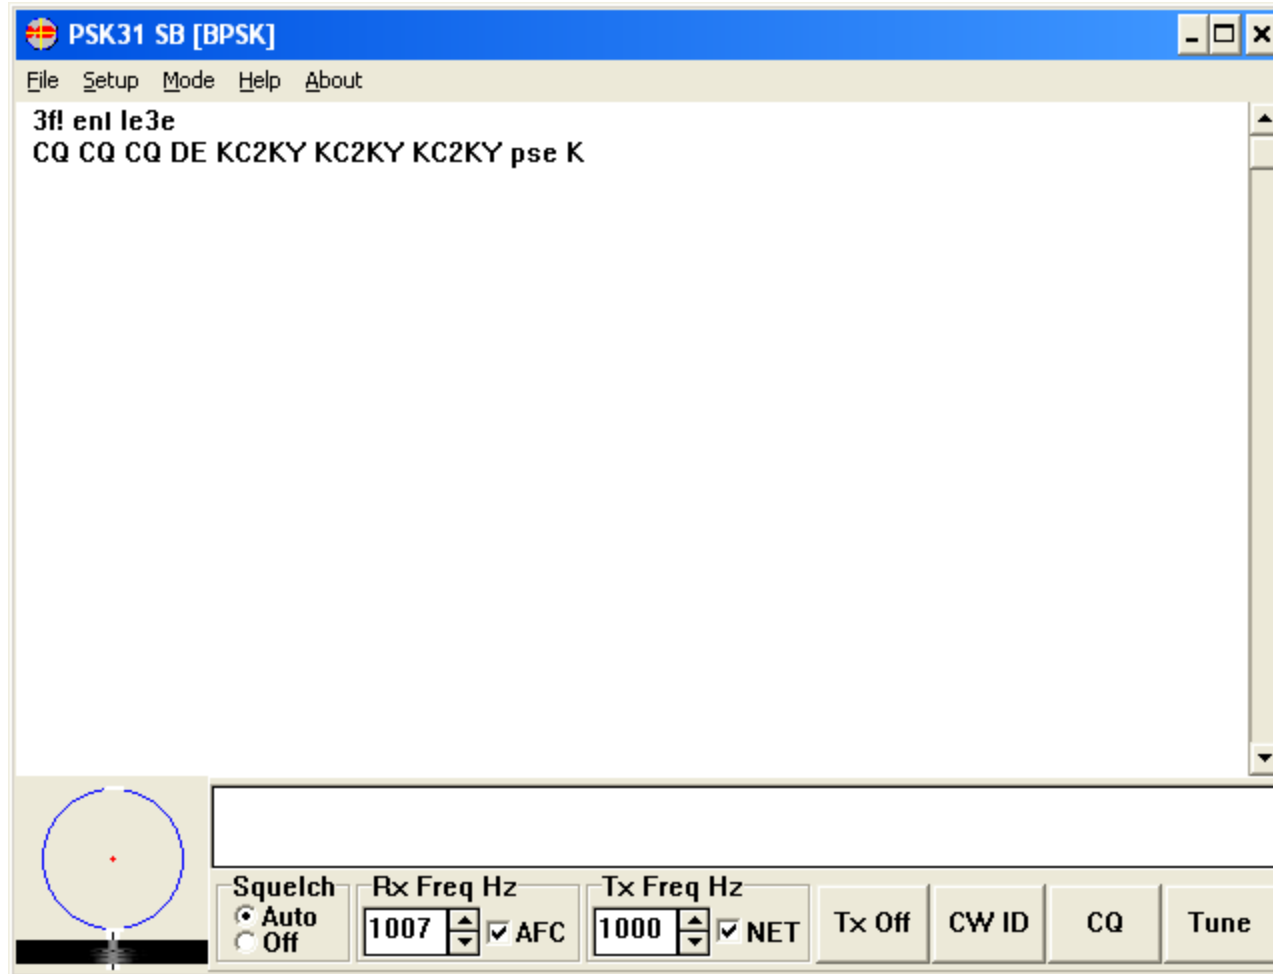 PSK31 SB [BPSK]
File Setup Mode Help About
3f! enl le3e
CQ CQ CQ DE KC2KY KC2KY KC2KY pse K
Squelch
Auto
Off
Rx Freq Hz
1007 AFC
Tx Freq Hz
1000 NET
Tx Off
CW ID
CQ
Tune